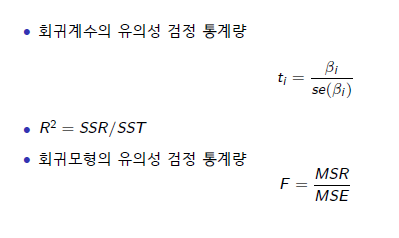 • 회귀계수의 유의성 검정 통계량
t_i = β_i / se(β_i)
• R² = SSR/SST
• 회귀모형의 유의성 검정 통계량
F = MSR / MSE